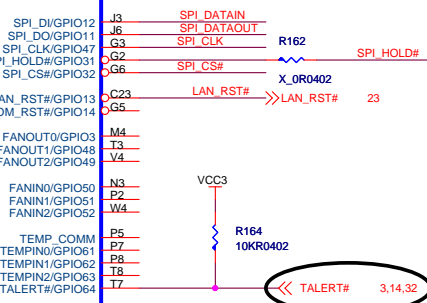 SPI_DI/GPIO12 J3 SPI_DATAIN
SPI_DO/GPIO11 J6 SPI_DATAOUT
SPI_CLK/GPIO47 G3 SPI_CLK R162
PI_HOLD#/GPIO31 G2 SPI_HOLD#
SPI_CS#/GPIO32 G6 SPI_CS# X_0R0402
AN_RST#/GPIO13 C23 LAN_RST# LAN_RST# 23
OM_RST#/GPIO14 G5
FANOUT0/GPIO3 M4
FANOUT1/GPIO48 T3
FANOUT2/GPIO49 V4
FANIN0/GPIO50 N3 VCC3
FANIN1/GPIO51 P2
FANIN2/GPIO52 W4
R164
TEMP_COMM P5 10KR0402
TEMPIN0/GPIO61 P7
TEMPIN1/GPIO62 P8
TEMPIN2/GPIO63 T8
TALERT#/GPIO64 T7 TALERT# 3,14,32